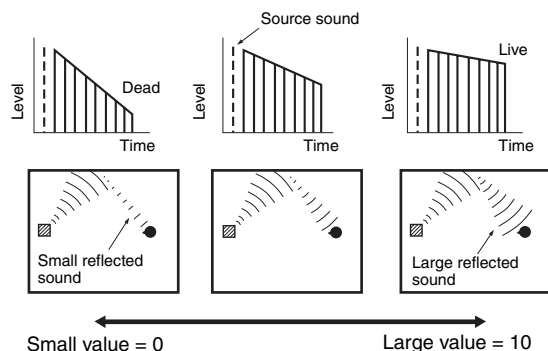 Source sound
Level
Dead
Time
Level
Time
Level
Live
Time
Small reflected
sound
Large reflected
sound
Small value = 0
Large value = 10